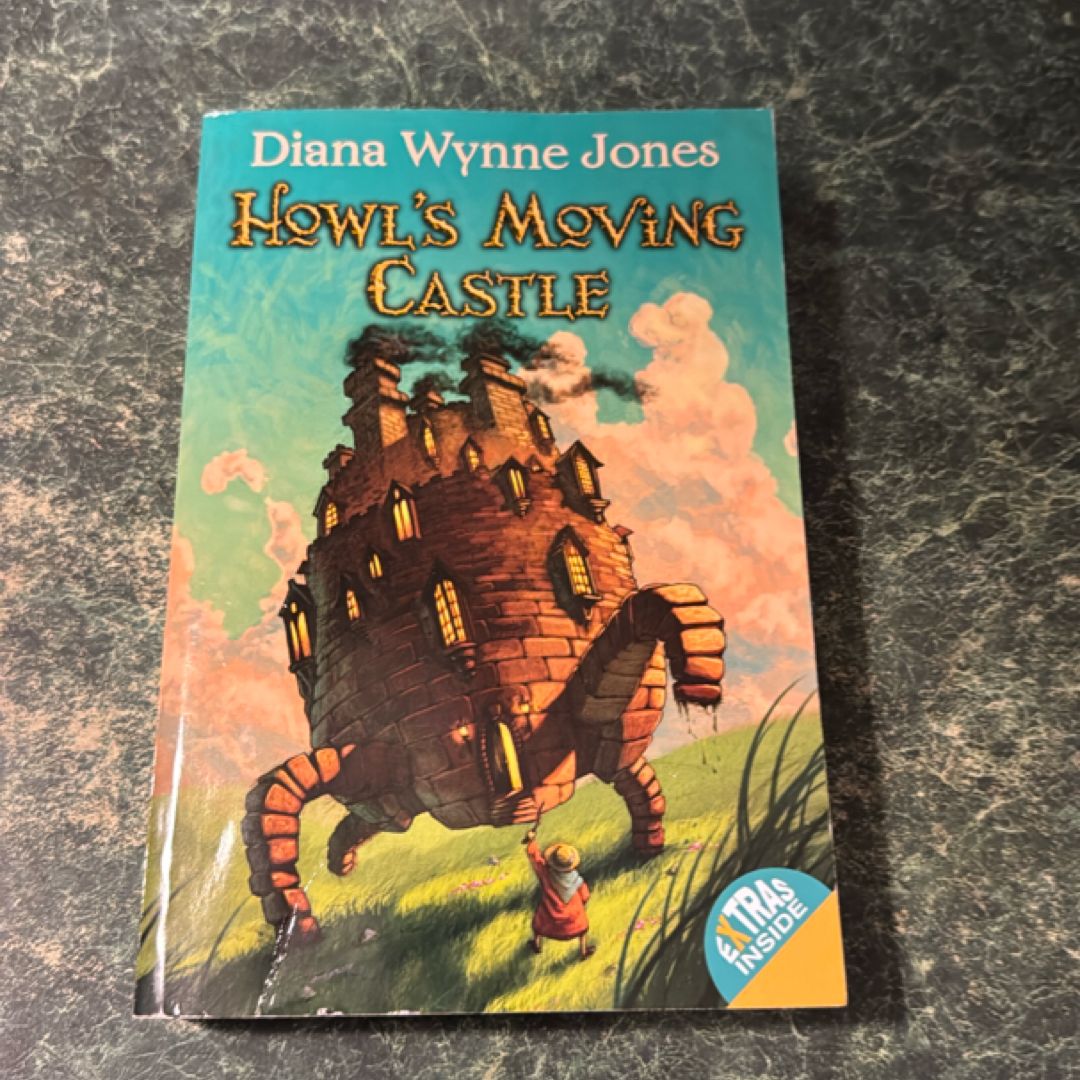 Diana Wynne Jones
HOWL'S MOVING
CASTLE
EXTRAS
INSIDE